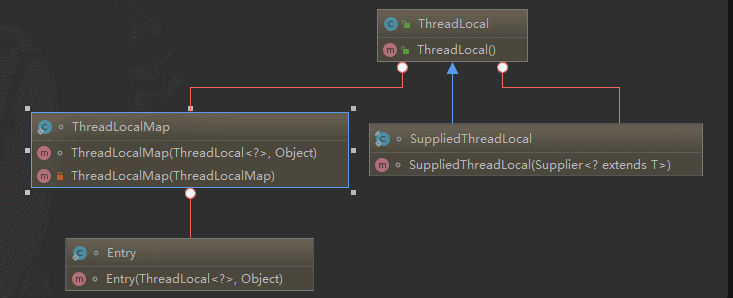 ThreadLocal
ThreadLocal()
ThreadLocalMap
ThreadLocalMap(ThreadLocal<?>, Object)
ThreadLocalMap(ThreadLocalMap)
SuppliedThreadLocal
SuppliedThreadLocal(Supplier<? extends T>)
Entry
Entry(ThreadLocal<?>, Object)